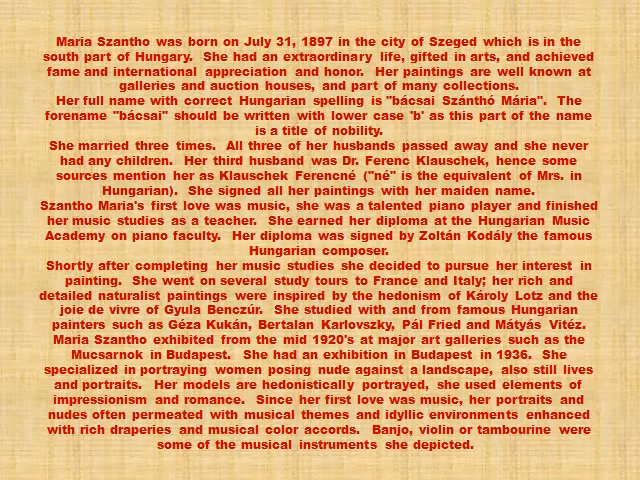 Maria Szantho was born on July 31, 1897 in the city of Szeged which is in the
south part of Hungary. She had an extraordinary life, gifted in arts, and achieved
fame and international appreciation and honor. Her paintings are well known at
galleries and auction houses, and part of many collections.
Her full name with correct Hungarian spelling is "bácsai Szánthó Mária". The
forename "bácsai" should be written with lower case 'b' as this part of the name
is a title of nobility.
She married three times. All three of her husbands passed away and she never
had any children. Her third husband was Dr. Ferenc Klauschek, hence some
sources mention her as Klauschek Ferencné ("né" is the equivalent of Mrs. in
Hungarian). She signed all her paintings with her maiden name.
Szantho Maria's first love was music, she was a talented piano player and finished
her music studies as a teacher. She earned her diploma at the Hungarian Music
Academy on piano faculty. Her diploma was signed by Zoltán Kodály the famous
Hungarian composer.
Shortly after completing her music studies she decided to pursue her interest in
painting. She went on several study tours to France and Italy; her rich and
detailed naturalist paintings were inspired by the hedonism of Károly Lotz and the
joie de vivre of Gyula Benczúr. She studied with and from famous Hungarian
painters such as Géza Kukán, Bertalan Karlovszky, Pál Fried and Mátyás Vitéz.
Maria Szantho exhibited from the mid 1920's at major art galleries such as the
Mucsarnok in Budapest. She had an exhibition in Budapest in 1936. She
specialized in portraying women posing nude against a landscape, also still lives
and portraits. Her models are hedonistically portrayed, she used elements of
impressionism and romance. Since her first love was music, her portraits and
nudes often permeated with musical themes and idyllic environments enhanced
with rich draperies and musical color accords. Banjo, violin or tambourine were
some of the musical instruments she depicted.